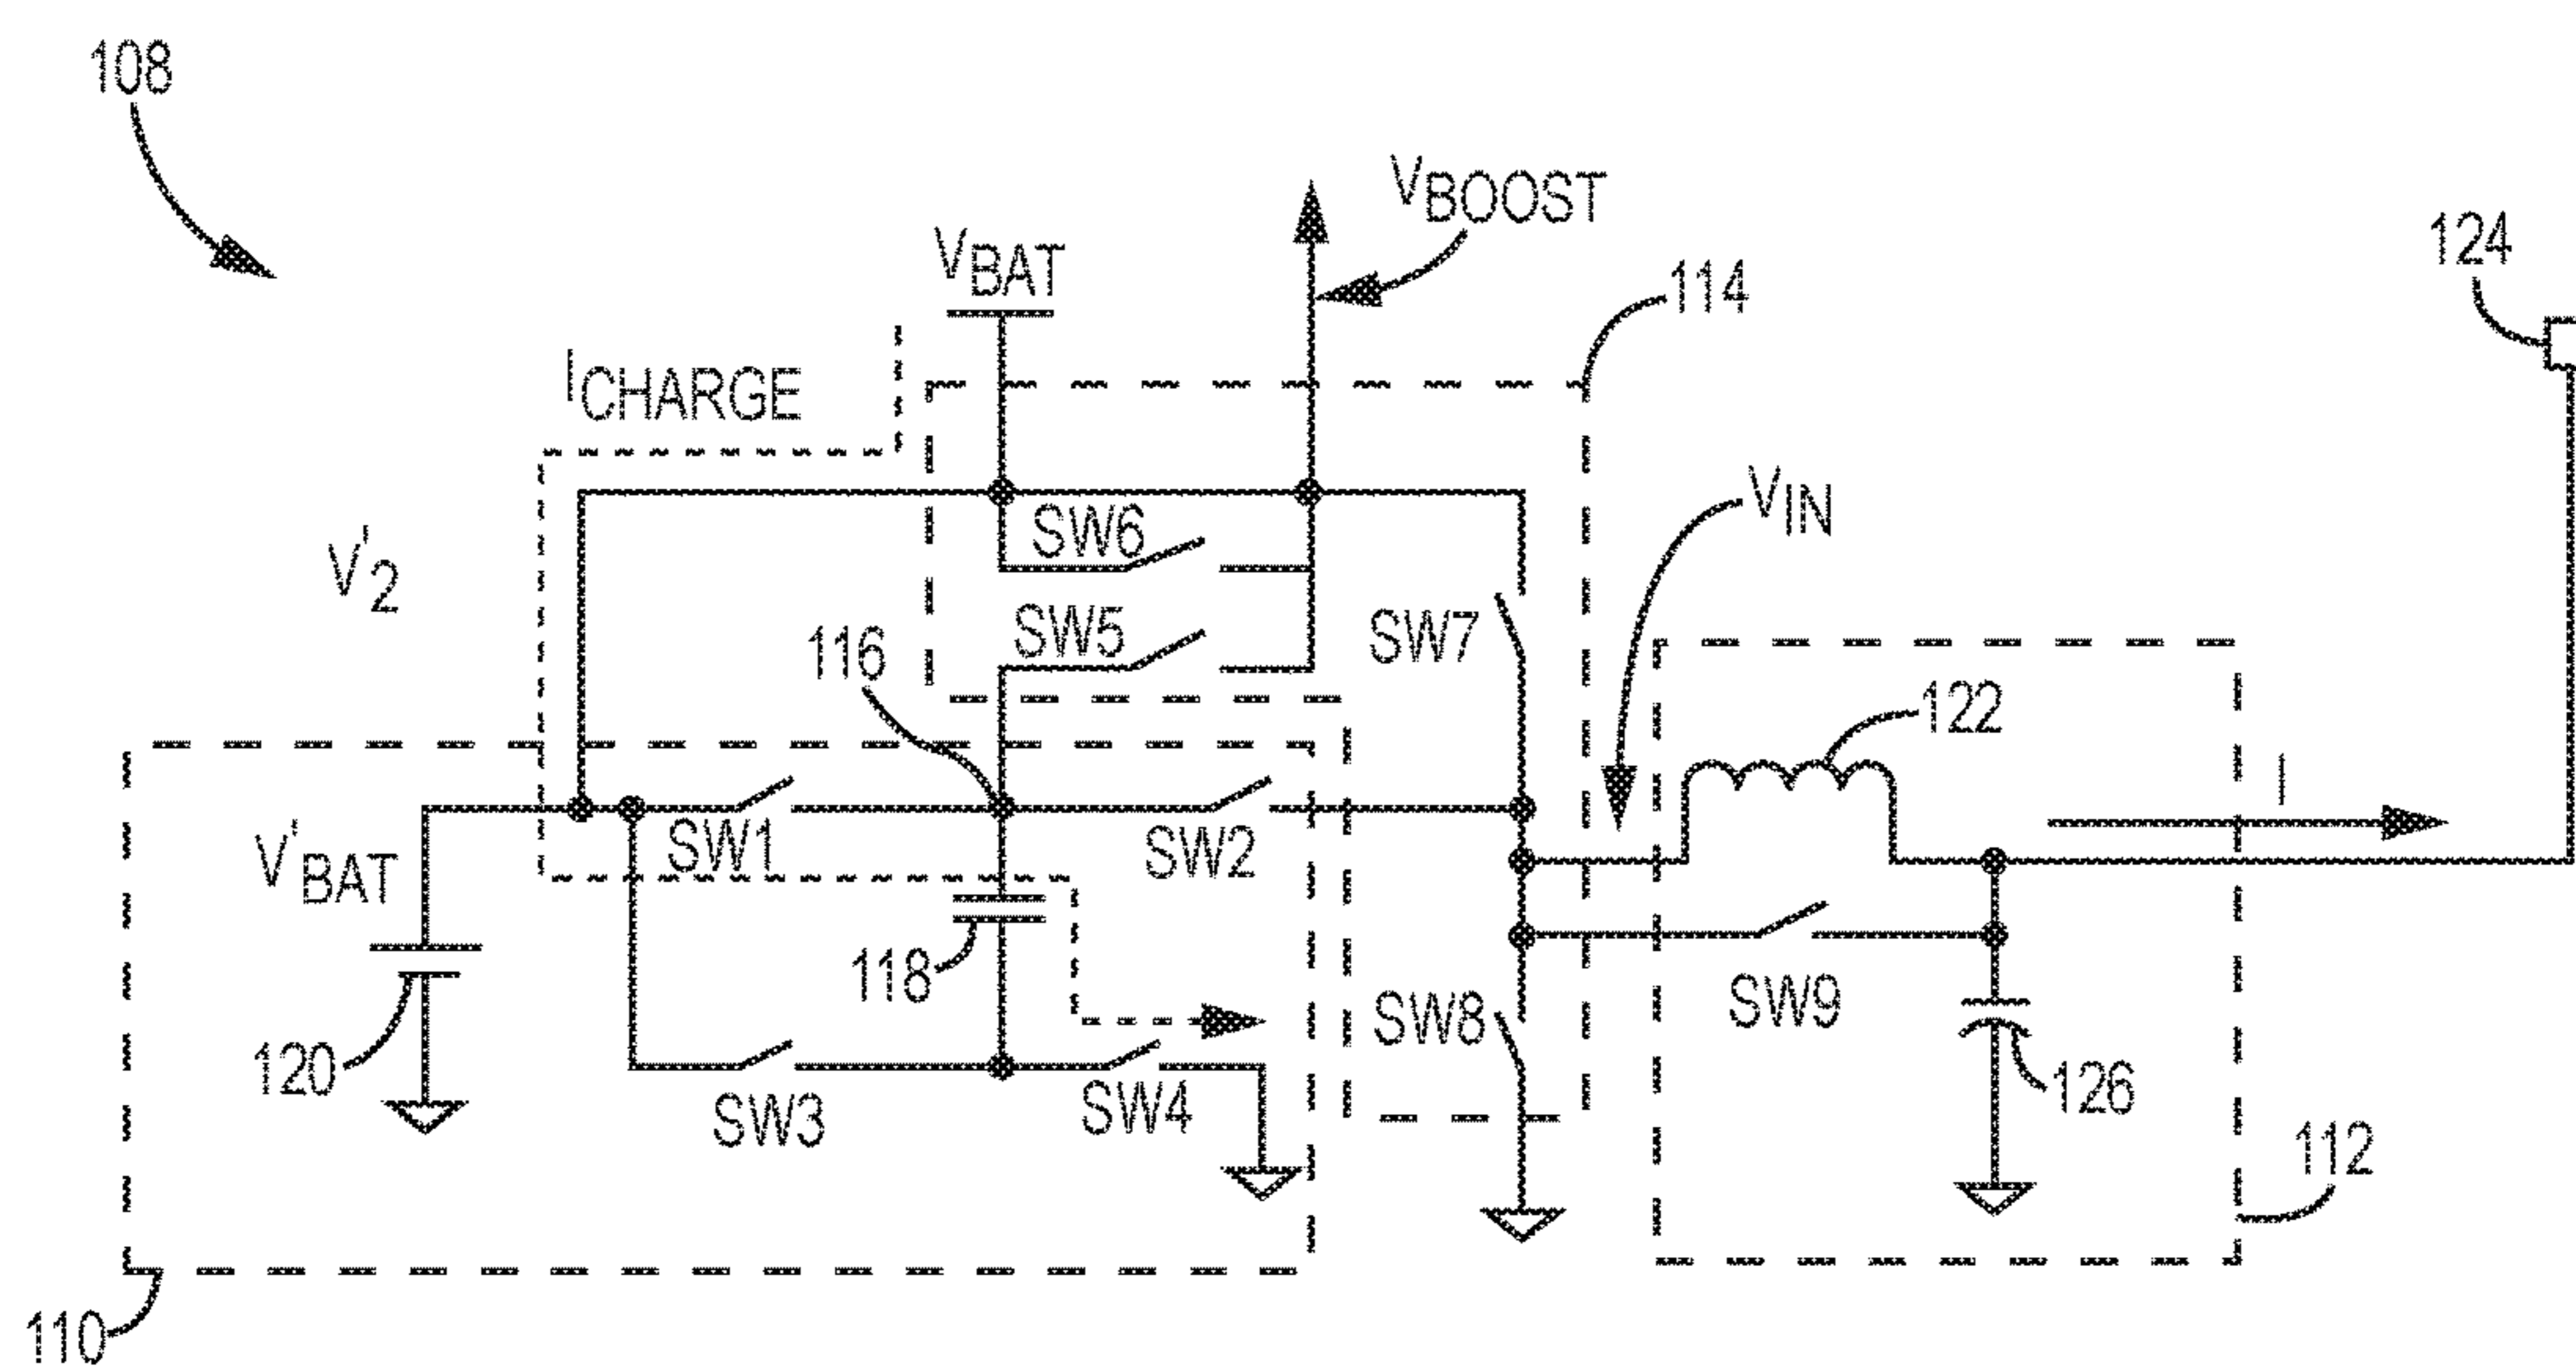 108
VBOOST
VBAT
124
114
ICHARGE
VIN
SW6
V'2
SW5
SW7
116
122
I
SW1
SW2
V'BAT
118
SW8
SW9
120
126
SW3
SW4
112
110